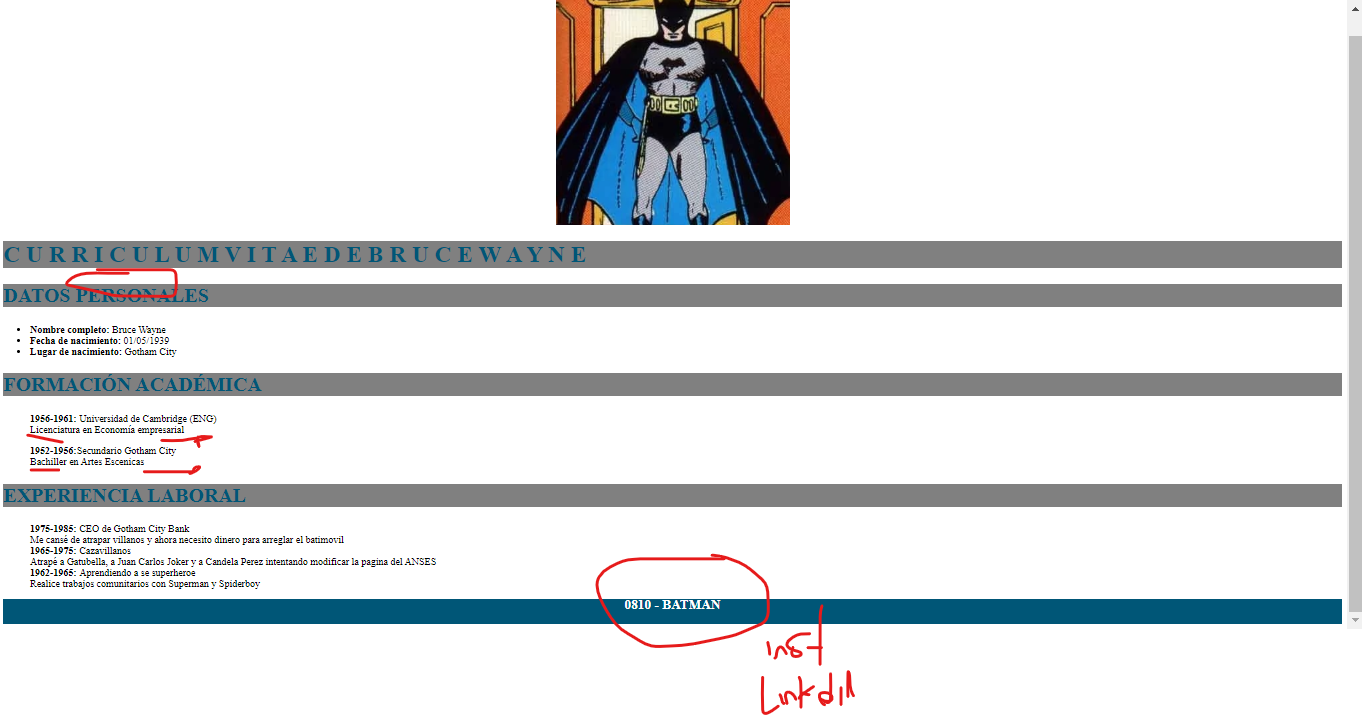 C U R R I C U L U M V I T A E D E B R U C E W A Y N E
DATOS PERSONALES
Nombre completo: Bruce Wayne
Fecha de nacimiento: 01/05/1939
Lugar de nacimiento: Gotham City
FORMACIÓN ACADÉMICA
1956-1961: Universidad de Cambridge (ENG)
Licenciatura en Economía empresarial
1952-1956:Secundario Gotham City
Bachiller en Artes Escenicas
EXPERIENCIA LABORAL
1975-1985: CEO de Gotham City Bank
Me cansé de atrapar villanos y ahora necesito dinero para arreglar el batimovil
1965-1975: Cazavillanos
Atrapé a Gatubella, a Juan Carlos Joker y a Candela Perez intentando modificar la pagina del ANSES
1962-1965: Aprendiendo a se superheroe
Realice trabajos comunitarios con Superman y Spiderboy
0810 - BATMAN
inst